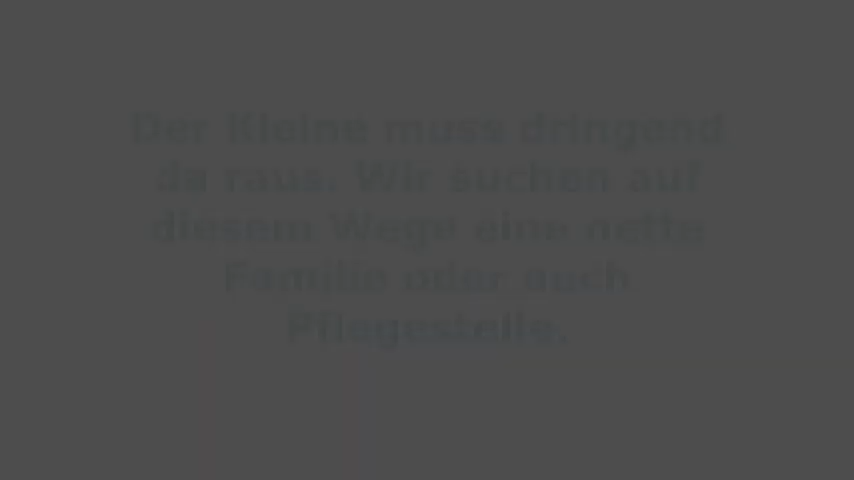 Der Kleine muss dringend
da raus. Wir suchen auf
diesem Wege eine nette
Familie oder auch
Pflegestelle.